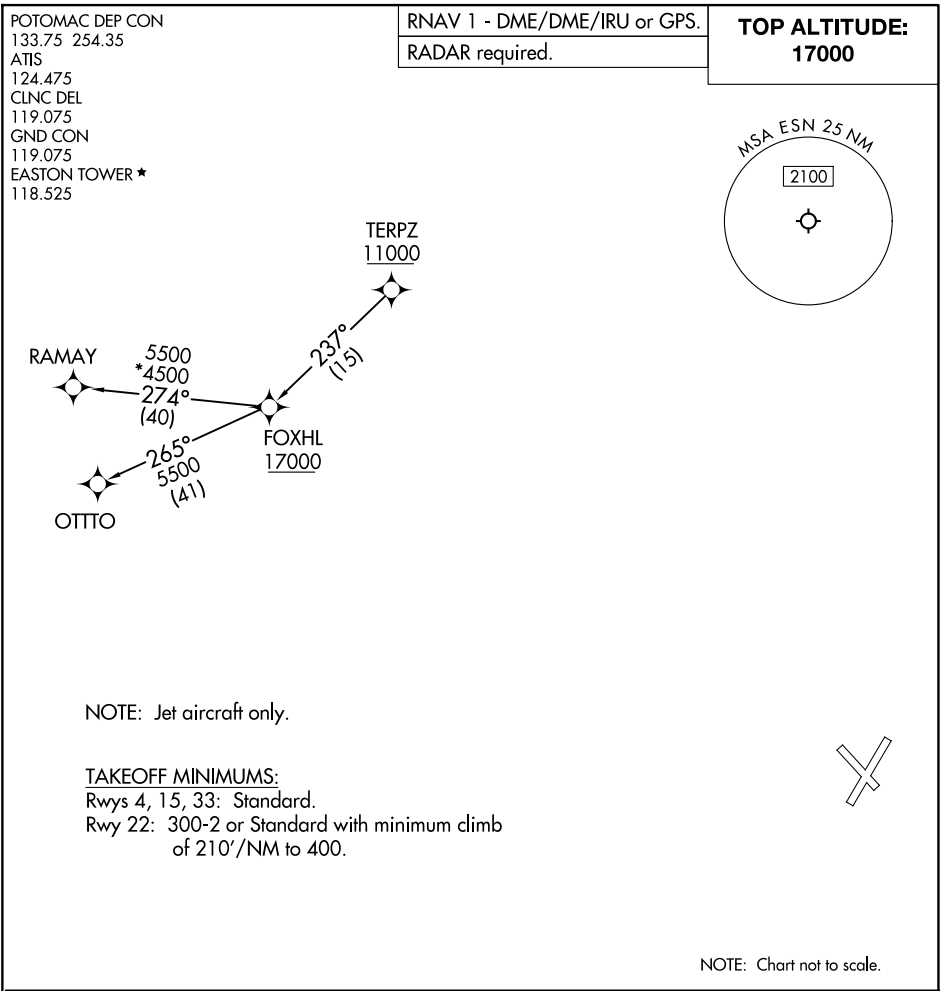 POTOMAC DEP CON
133.75 254.35
ATIS
124.475
CLNC DEL
119.075
GND CON
119.075
EASTON TOWER ★
118.525
RNAV 1 - DME/DME/IRU or GPS.
RADAR required.
TOP ALTITUDE:
17000
MSA ESN 25 NM
2100
TERPZ
11000
237°
(15)
RAMAY
5500
*4500
274°
(40)
FOXHL
17000
265°
5500
(41)
OTTTO
NOTE: Jet aircraft only.
TAKEOFF MINIMUMS:
Rwys 4, 15, 33: Standard.
Rwy 22: 300-2 or Standard with minimum climb
of 210'/NM to 400.
NOTE: Chart not to scale.